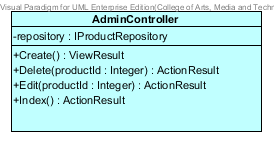 Visual Paradigm for UML Enterprise Edition(College of Arts, Media and Techn
AdminController
-repository : IProductRepository
+Create() : ViewResult
+Delete(productId : Integer) : ActionResult
+Edit(productId : Integer) : ActionResult
+Index() : ActionResult